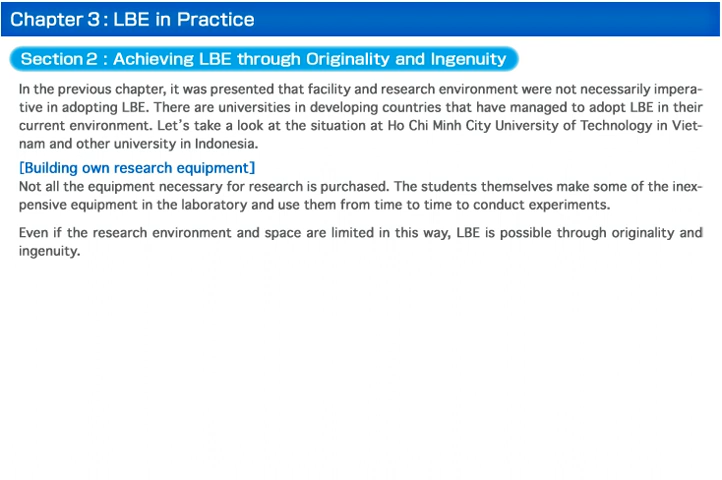 Chapter 3 : LBE in Practice
Section 2 : Achieving LBE through Originality and Ingenuity
In the previous chapter, it was presented that facility and research environment were not necessarily impera-
tive in adopting LBE. There are universities in developing countries that have managed to adopt LBE in their
current environment. Let's take a look at the situation at Ho Chi Minh City University of Technology in Viet-
nam and other university in Indonesia.
[Building own research equipment]
Not all the equipment necessary for research is purchased. The students themselves make some of the inex-
pensive equipment in the laboratory and use them from time to time to conduct experiments.
Even if the research environment and space are limited in this way, LBE is possible through originality and
ingenuity.